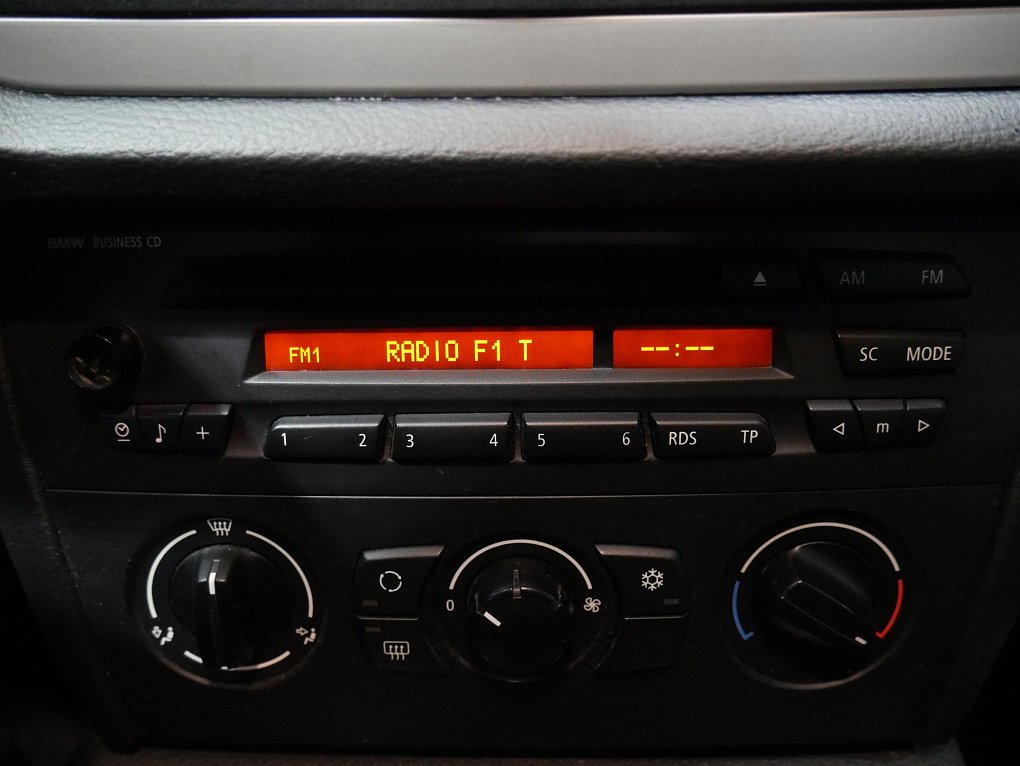 BMW BUSINESS CD
AM FM
FM1 RADIO F1 T --:--
SC MODE
+ 1 2 3 4 5 6 RDS TP m
0